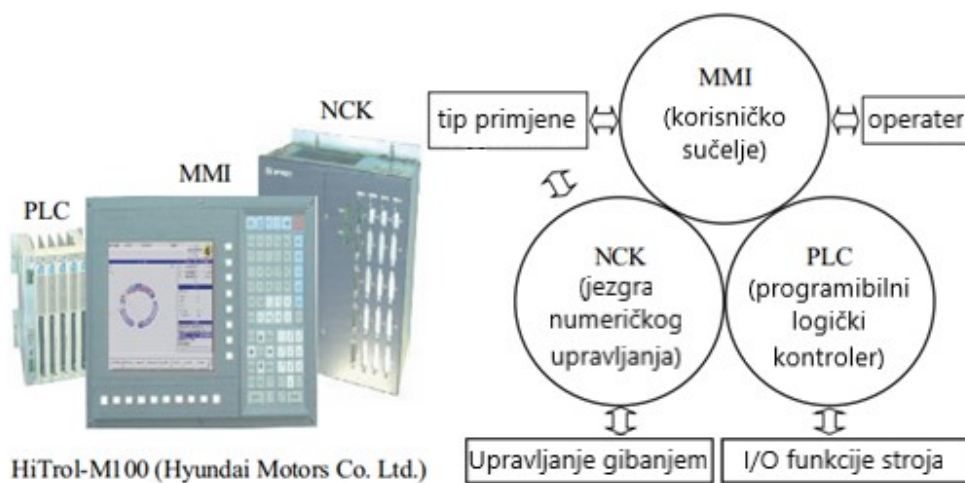 NCK
MMI
PLC
HiTrol-M100 (Hyundai Motors Co. Ltd.)
MMI
(korisničko
sučelje)
tip primjene
operater
NCK
(jezgra
numeričkog
upravljanja)
PLC
(programibilni
logički
kontroler)
Upravljanje gibanjem
I/O funkcije stroja